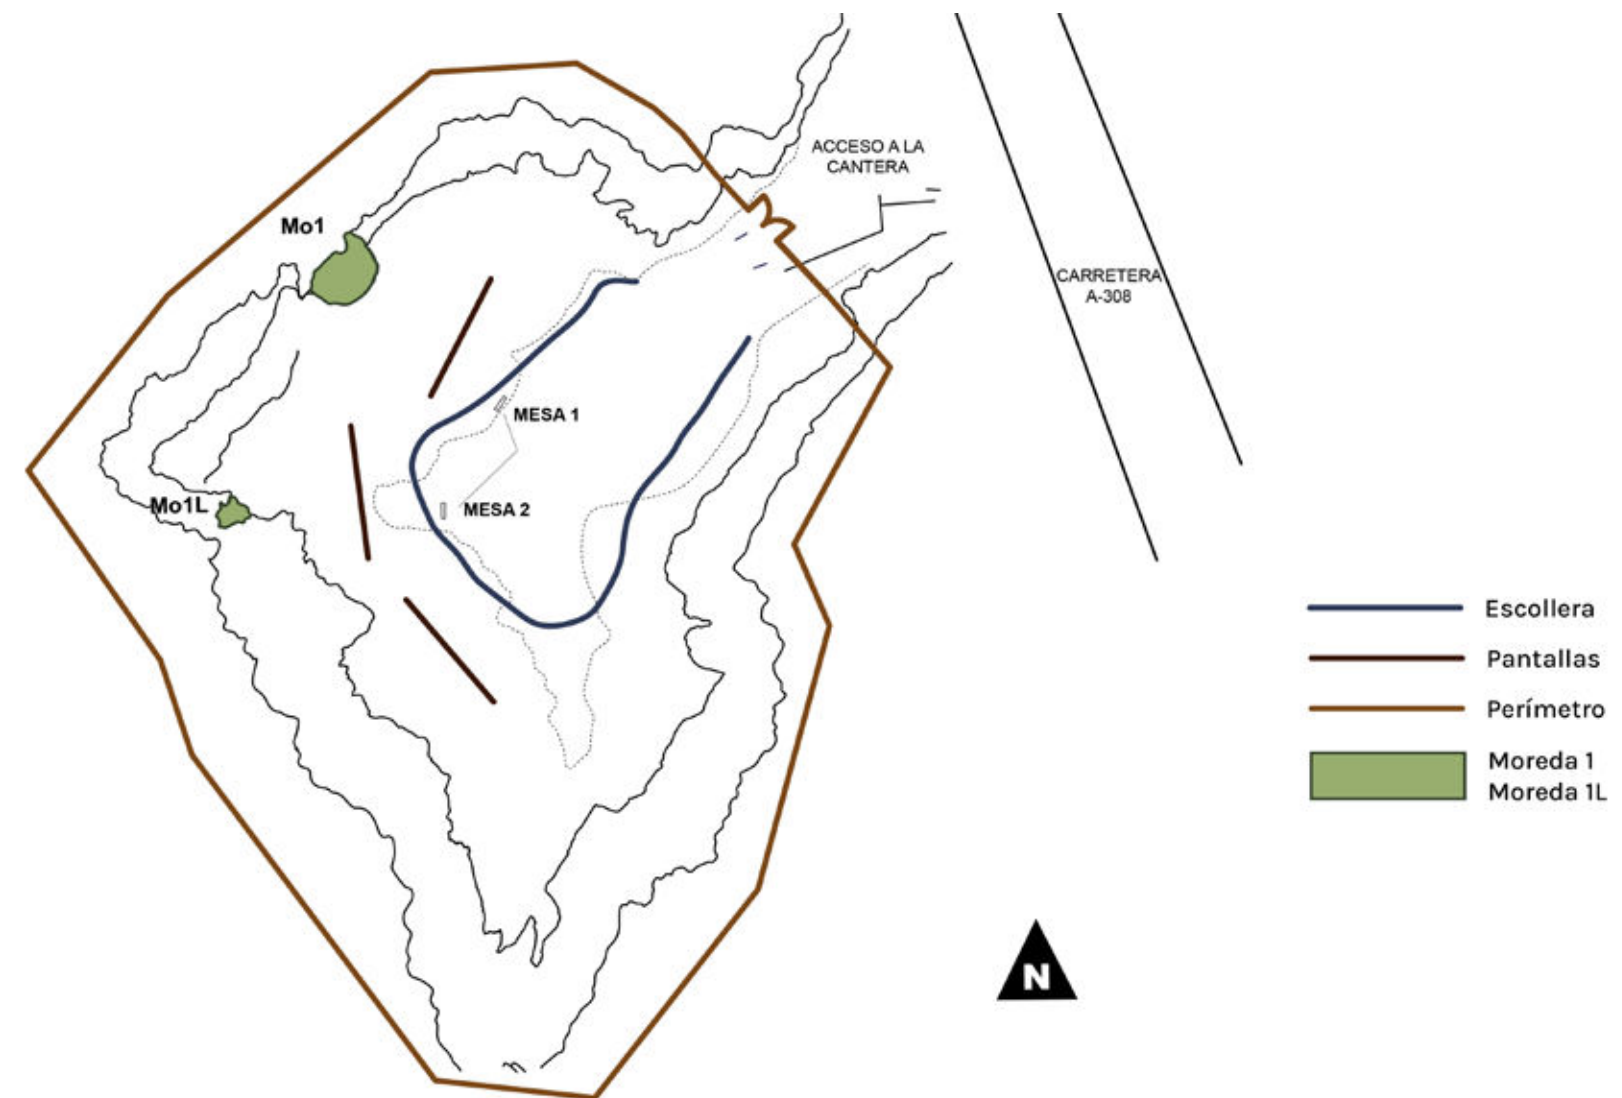 ACCESO A LA
CANTERA
Mo1
CARRETERA
A-308
MESA 1
Mo1L
MESA 2
Escollera
Pantallas
Perímetro
Moreda 1
Moreda 1L
N